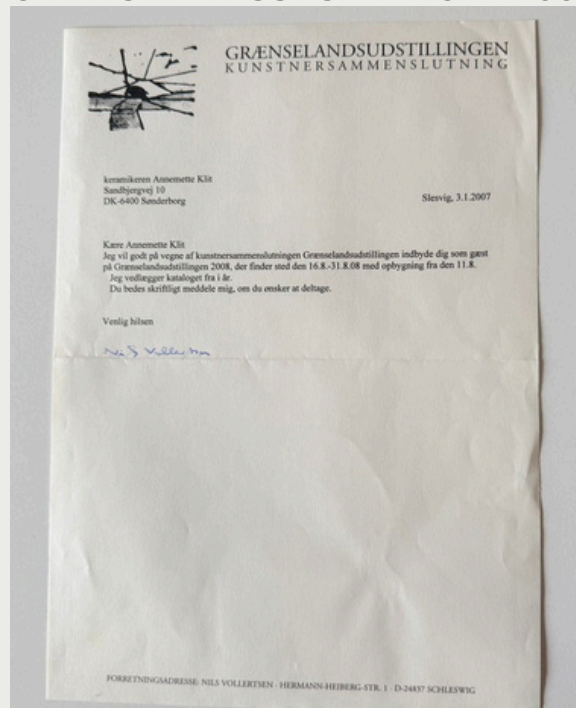 GRÆNSELANDSUDSTILLINGEN
KUNSTNERSAMMENSLUTNING
keramikeren Annemette Klit
Sandbjergvej 10
DK-6400 Sønderborg
Slesvig, 3.1.2007
Kære Annemette Klit
Jeg vil godt på vegne af kunstnersammenslutningen Grænselandsudstillingen indbyde dig som gæst
på Grænselandsudstillingen 2008, der finder sted den 16.8.-31.8.08 med opbygning fra den 11.8.
Jeg vedlægger kataloget fra i år.
Du bedes skriftligt meddele mig, om du ønsker at deltage.
Venlig hilsen
FORRETNINGSADRESSE: NILS VOLLERTSEN · HERMANN-HEIBERG-STR. 1 · D-24837 SCHLESWIG